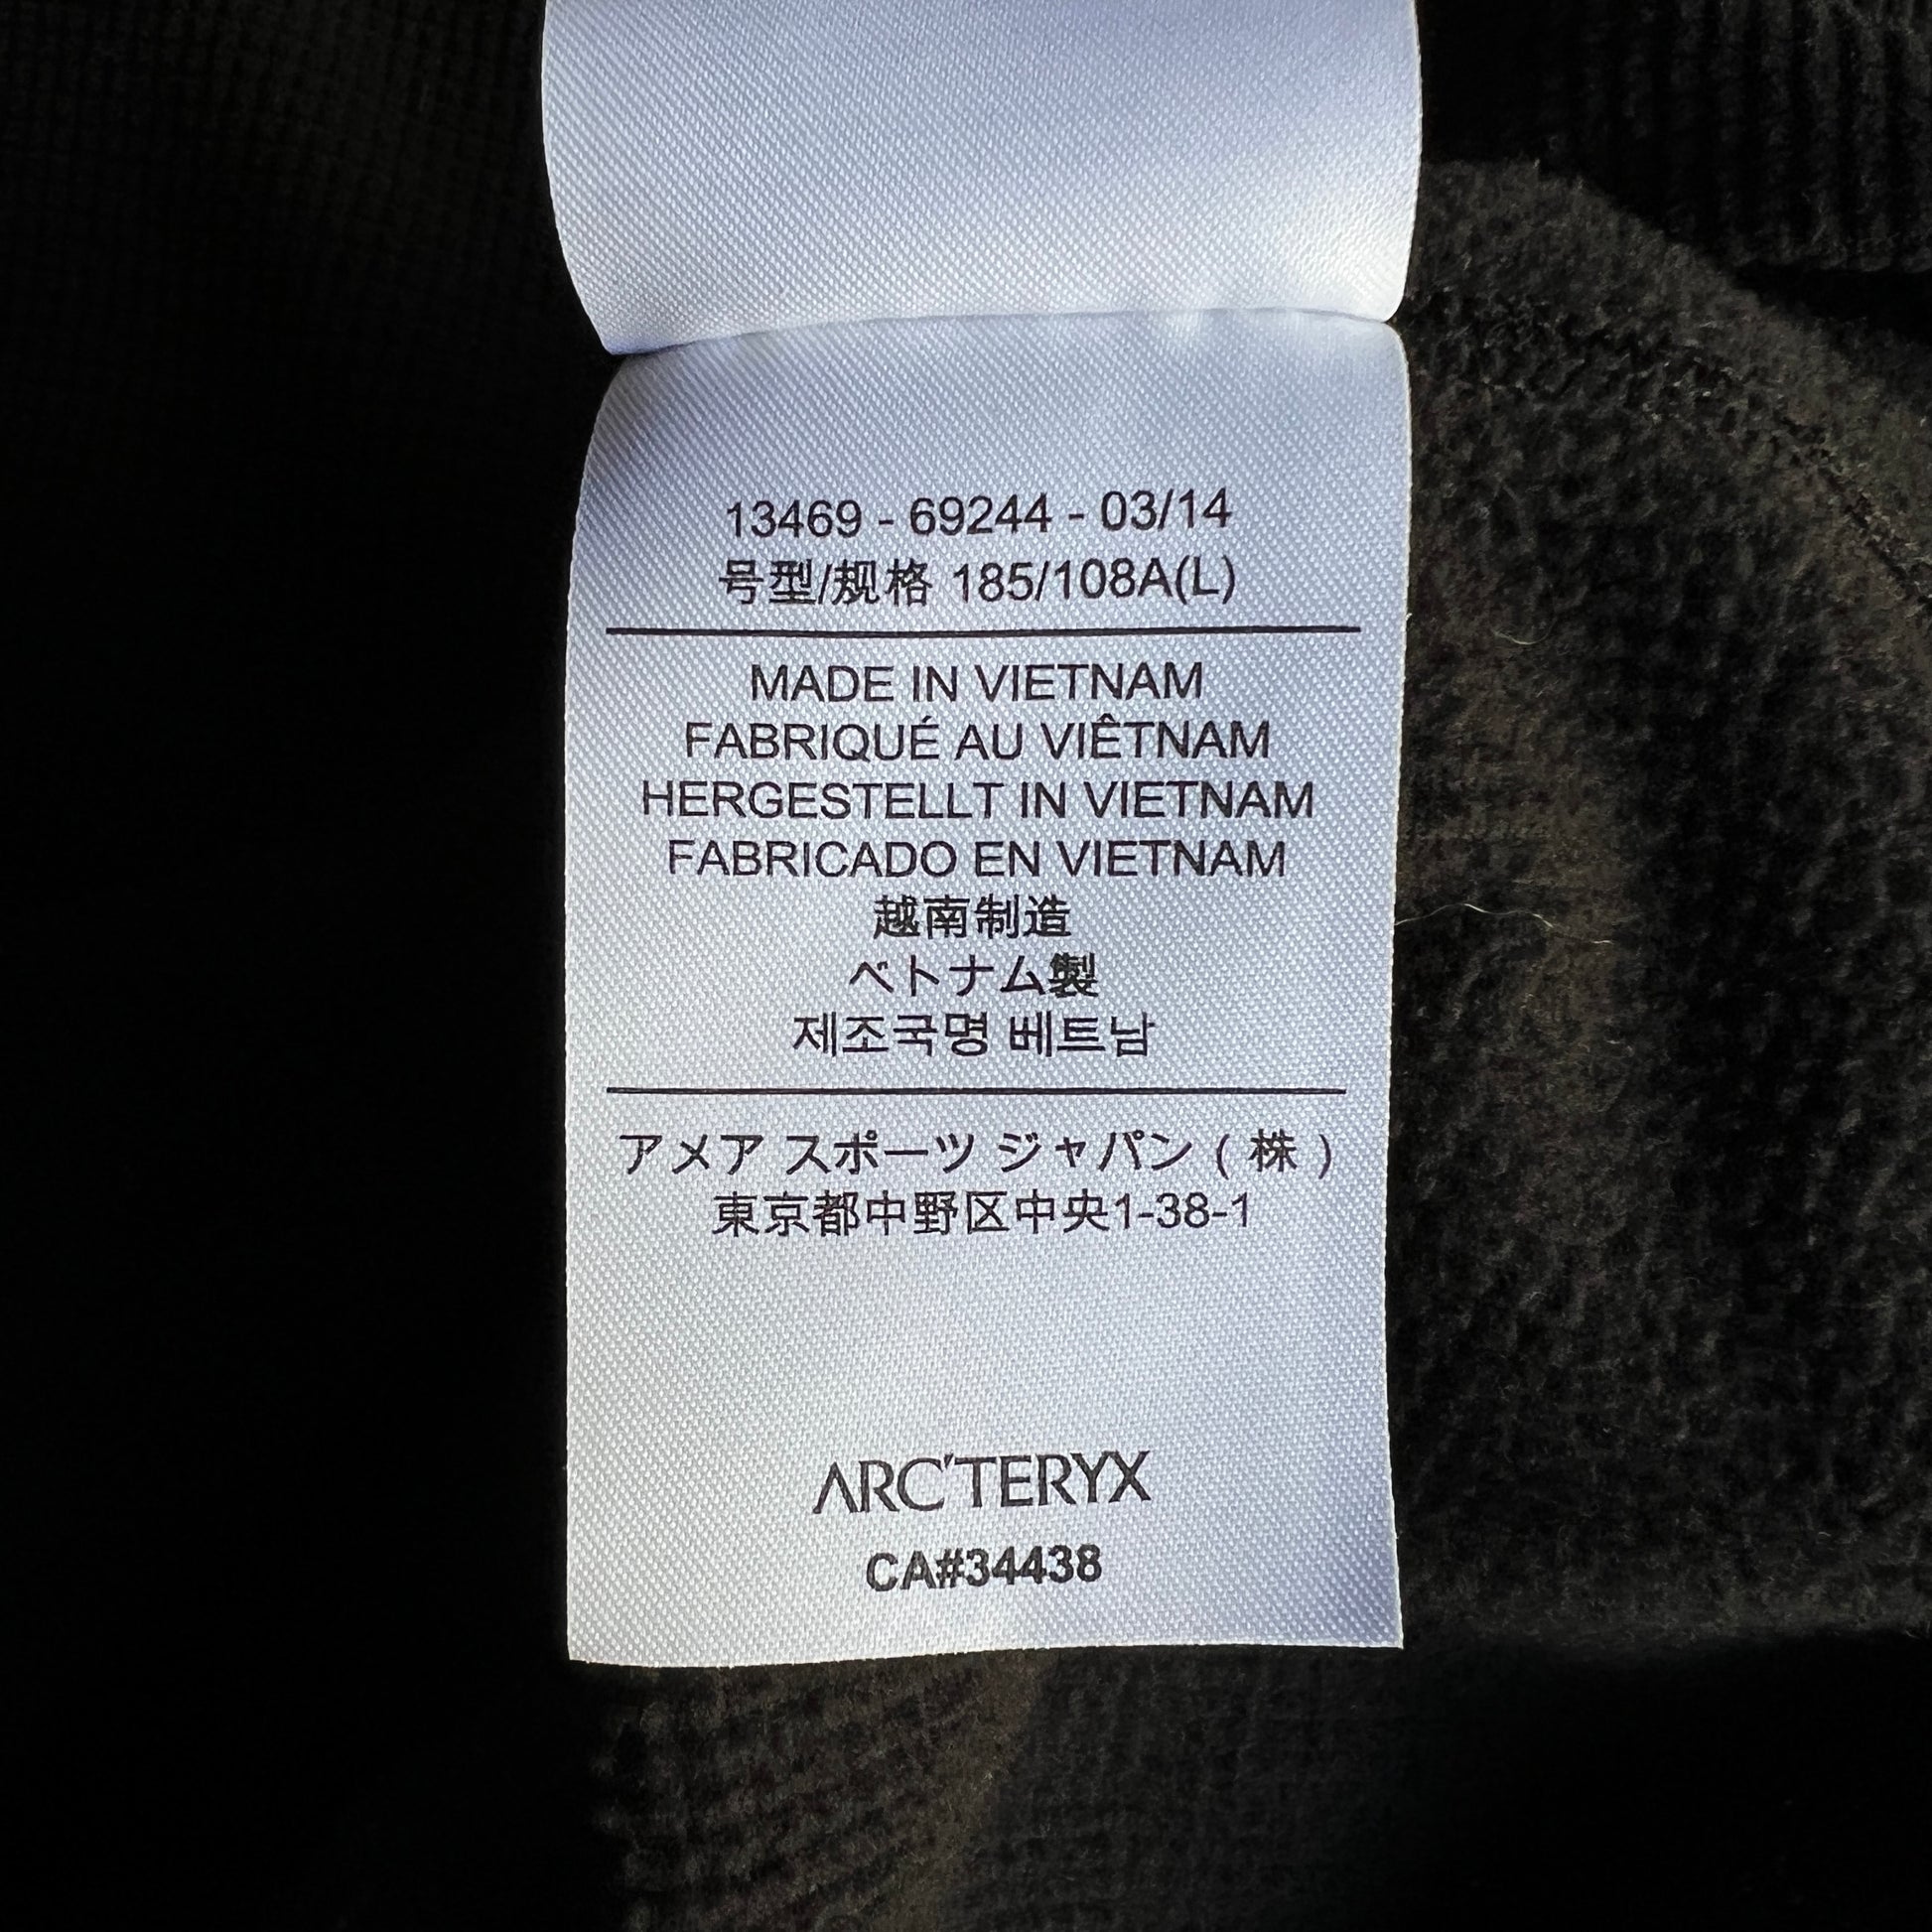 13469 - 69244 - 03/14
号型/规格 185/108A(L)
MADE IN VIETNAM
FABRIQUÉ AU VIÊTNAM
HERGESTELLT IN VIETNAM
FABRICADO EN VIETNAM
越南制造
ベトナム製
제조국명 베트남
アメア スポーツ ジャパン ( 株 )
東京都中野区中央1-38-1
ARC'TERYX
CA#34438